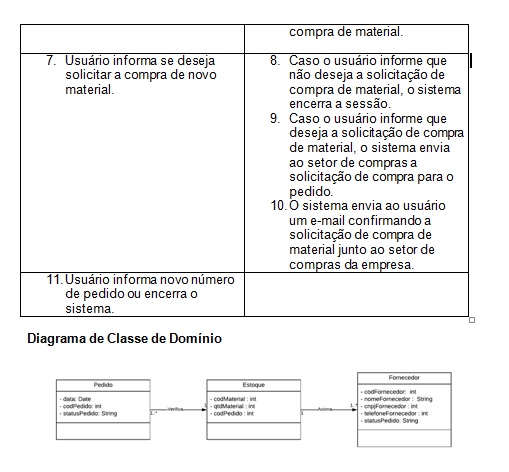 compra de material.
7. Usuário informa se deseja
solicitar a compra de novo
material.
8. Caso o usuário informe que
não deseja a solicitação de
compra de material, o sistema
encerra a sessão.
9. Caso o usuário informe que
deseja a solicitação de compra
de material, o sistema envia
ao setor de compras a
solicitação de compra para o
pedido.
10. O sistema envia ao usuário
um e-mail confirmando a
solicitação de compra de
material junto ao setor de
compras da empresa.
11. Usuário informa novo número
de pedido ou encerra o
sistema.
Diagrama de Classe de Domínio
Pedido
- data: Date
- codPedido: int
- statusPedido: String
1..*
Verifica
1
Estoque
- codMaterial : int
- qtdMaterial : int
- codPedido : int
1
Aciona
1..*
Fornecedor
- codFornecedor: int
- nomeFornecedor : String
- cnpjFornecedor : int
- telefoneFornecedor : int
- statusPedido: String